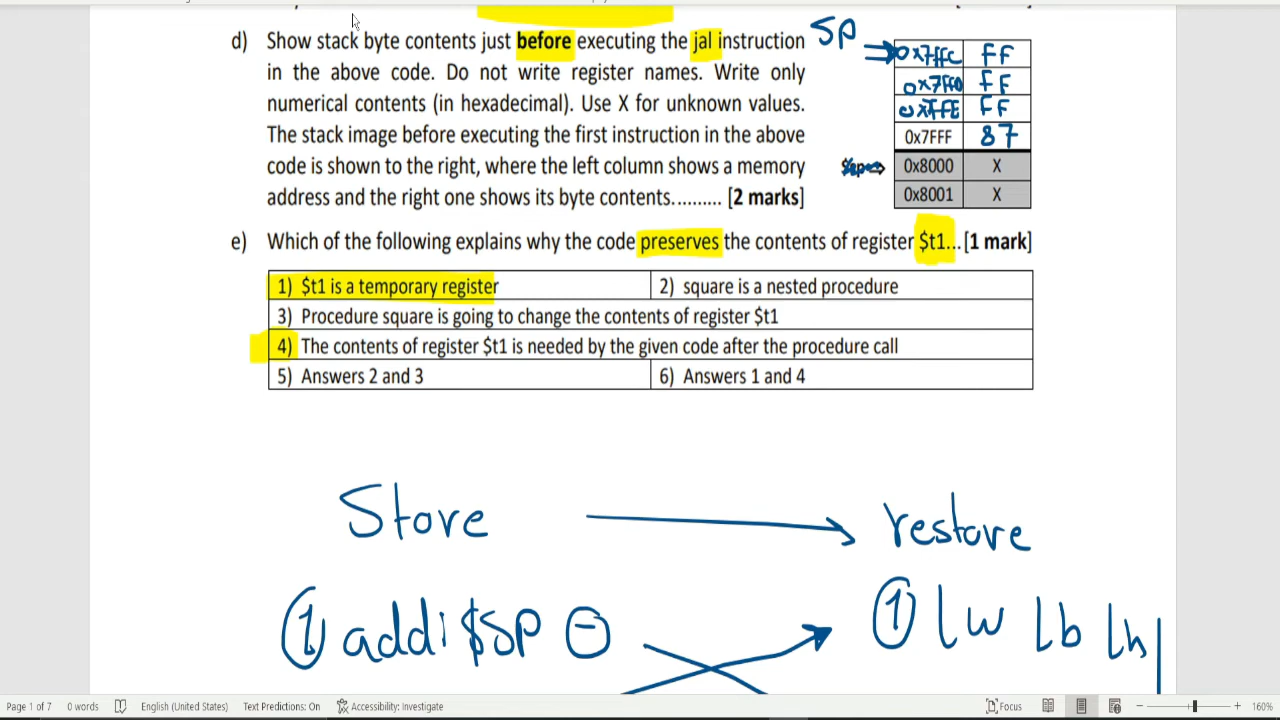 d) Show stack byte contents just before executing the jal instruction
in the above code. Do not write register names. Write only
numerical contents (in hexadecimal). Use X for unknown values.
The stack image before executing the first instruction in the above
code is shown to the right, where the left column shows a memory
address and the right one shows its byte contents.......... [2 marks]
SP
0x7ffC FF
0x7FFD FF
0x7FFE FF
0x7FFF 87
0x8000 X
0x8001 X
e) Which of the following explains why the code preserves the contents of register $t1... [1 mark]
1) $t1 is a temporary register 2) square is a nested procedure
3) Procedure square is going to change the contents of register $t1
4) The contents of register $t1 is needed by the given code after the procedure call
5) Answers 2 and 3 6) Answers 1 and 4
Store restore
1 addi $SP - 1 lw lb lh
Page 1 of 7 0 words English (United States) Text Predictions: On Accessibility: Investigate Focus 160%